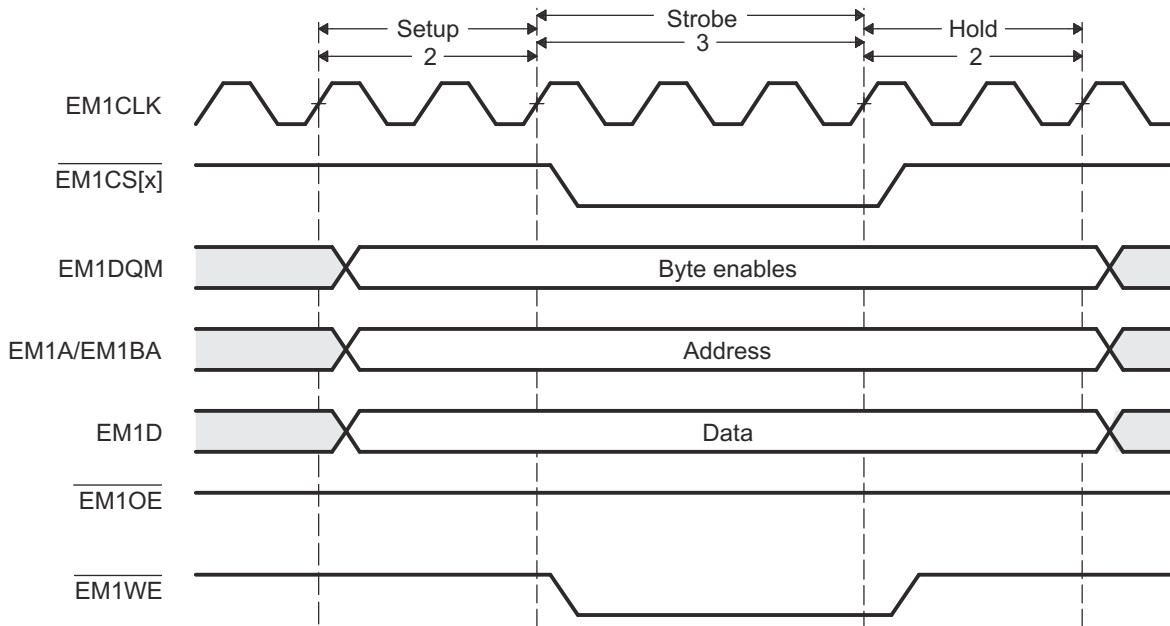 Setup
Strobe
Hold
2
3
2
EM1CLK
EM1CS[x]
EM1DQM
Byte enables
EM1A/EM1BA
Address
EM1D
Data
EM1OE
EM1WE